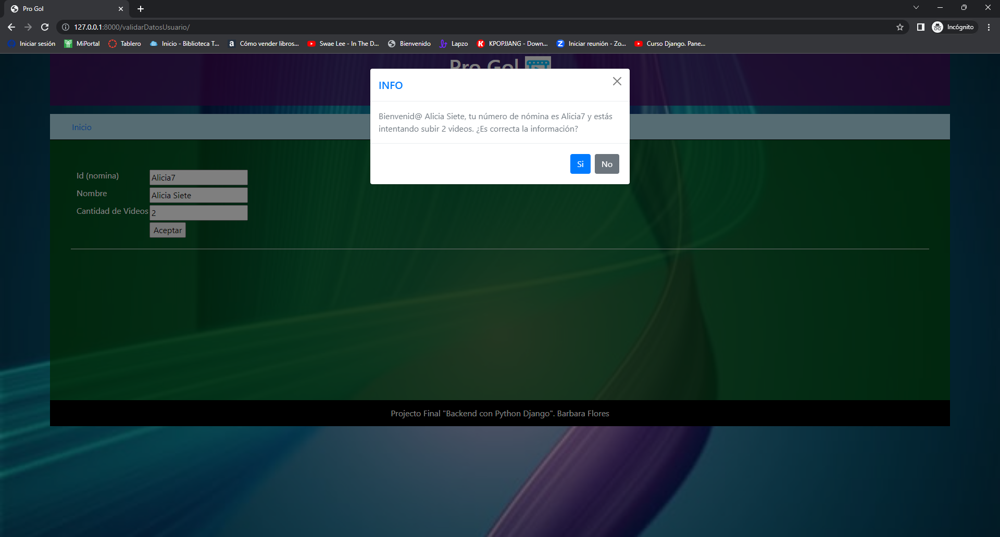 Pro Gol
127.0.0.1:8000/validarDatosUsuario/
Incógnito
Iniciar sesión
MiPortal
Tablero
Inicio - Biblioteca T...
a
Cómo vender libros...
Swae Lee - In The D...
Bienvenido
Lapzo
K
KPOPJJANG - Down...
Z
Iniciar reunión - Zo...
Curso Django. Pane...
Pro Gol
INFO
Bienvenid@ Alicia Siete, tu número de nómina es Alicia7 y estás
intentando subir 2 videos. ¿Es correcta la información?
Si
No
Inicio
Id (nomina)
Alicia7
Nombre
Alicia Siete
Cantidad de Videos
2
Aceptar
Projecto Final "Backend con Python Django". Barbara Flores